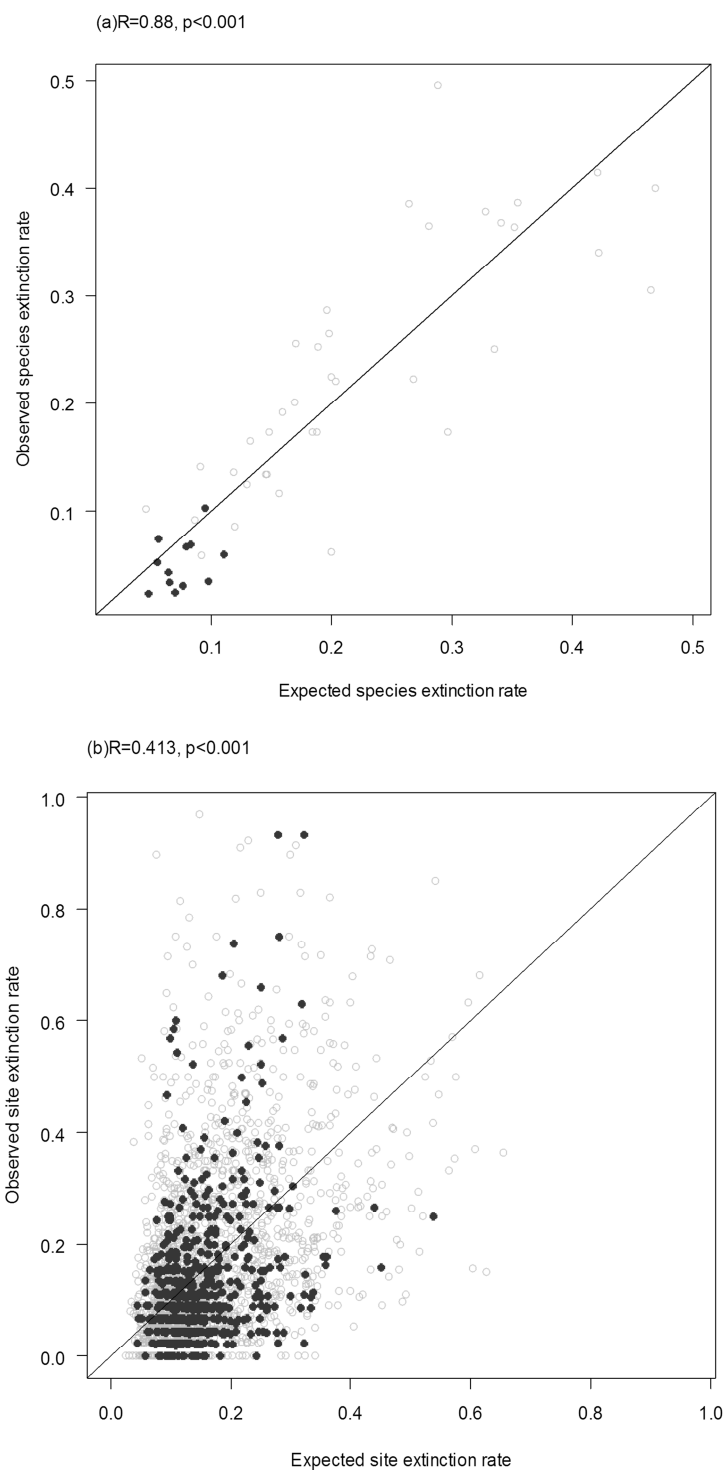 (a)R=0.88, p<0.001
0.5
0.4
0.3
0.2
0.1
Observed species extinction rate
0.1 0.2 0.3 0.4 0.5
Expected species extinction rate
(b)R=0.413, p<0.001
1.0
0.8
0.6
0.4
0.2
0.0
Observed site extinction rate
0.0 0.2 0.4 0.6 0.8 1.0
Expected site extinction rate